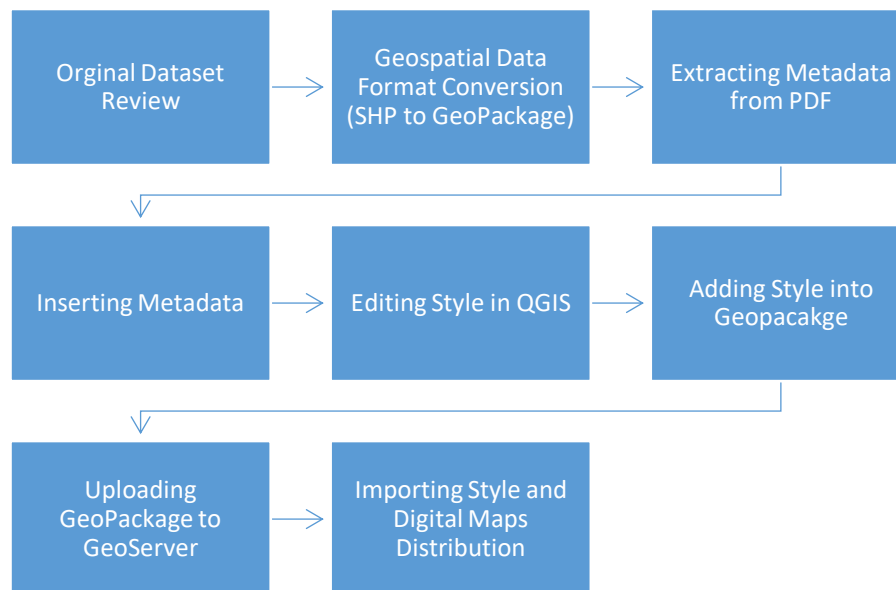 Orginal Dataset
Review
Geospatial Data
Format Conversion
(SHP to GeoPackage)
Extracting Metadata
from PDF
Inserting Metadata
Editing Style in QGIS
Adding Style into
Geopacakge
Uploading
GeoPackage to
GeoServer
Importing Style and
Digital Maps
Distribution